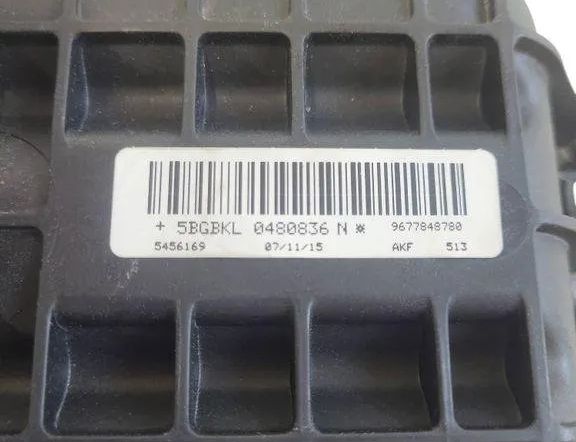 + 5BGBKL 0480836 N ※ 9677848780
5456169 07/11/15 AKF 513